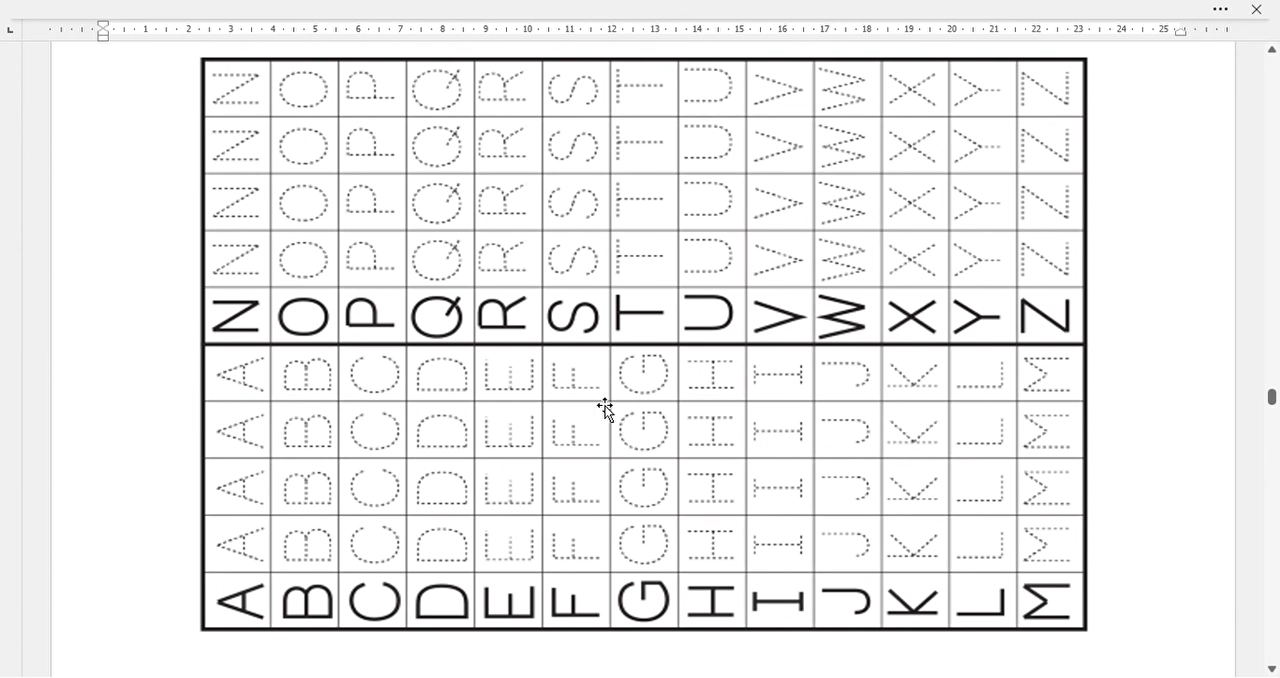 1 2 3 4 5 6 7 8 9 10 11 12 13 14 15 16 17 18 19 20 21 22 23 24 25
A A A A A N N N N N
B B B B B O O O O O
C C C C C P P P P P
D D D D D Q Q Q Q Q
E E E E E R R R R R
F F F F F S S S S S
G G G G G T T T T T
H H H H H U U U U U
I I I I I V V V V V
J J J J J W W W W W
K K K K K X X X X X
L L L L L Y Y Y Y Y
M M M M M Z Z Z Z Z